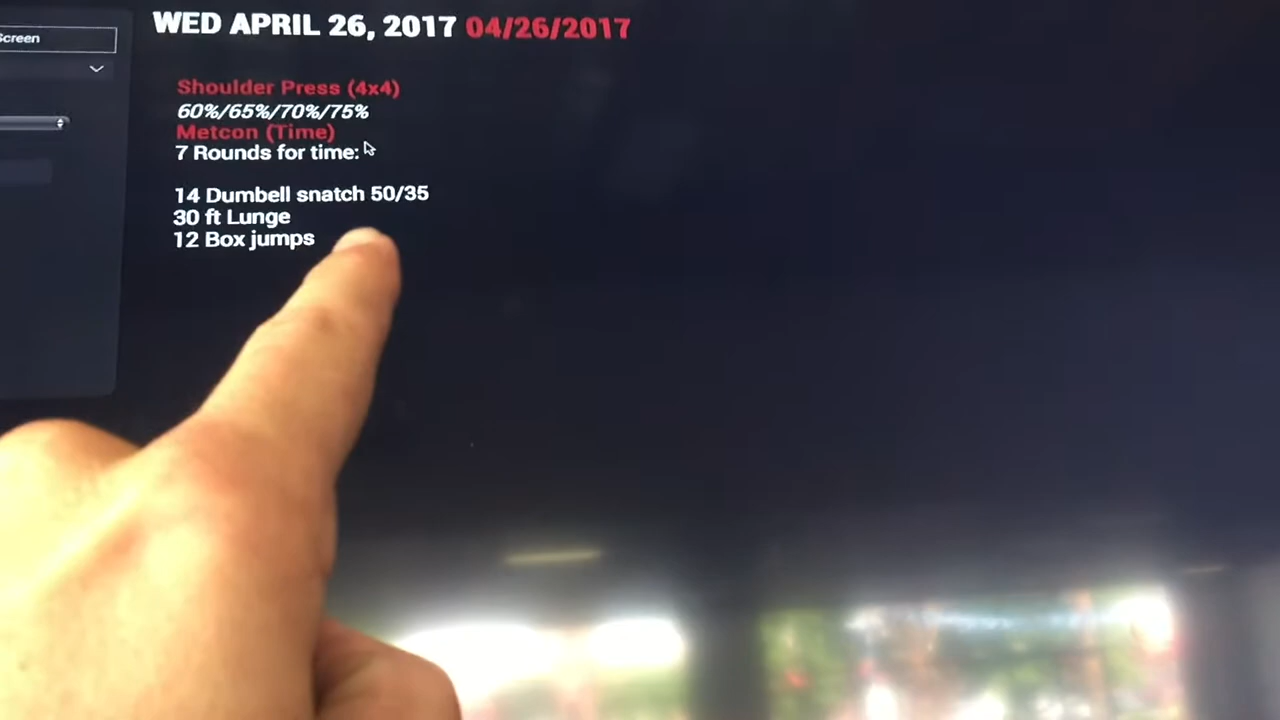 Screen
WED APRIL 26, 2017 04/26/2017
Shoulder Press (4x4)
60%/65%/70%/75%
Metcon (Time)
7 Rounds for time:
14 Dumbell snatch 50/35
30 ft Lunge
12 Box jumps